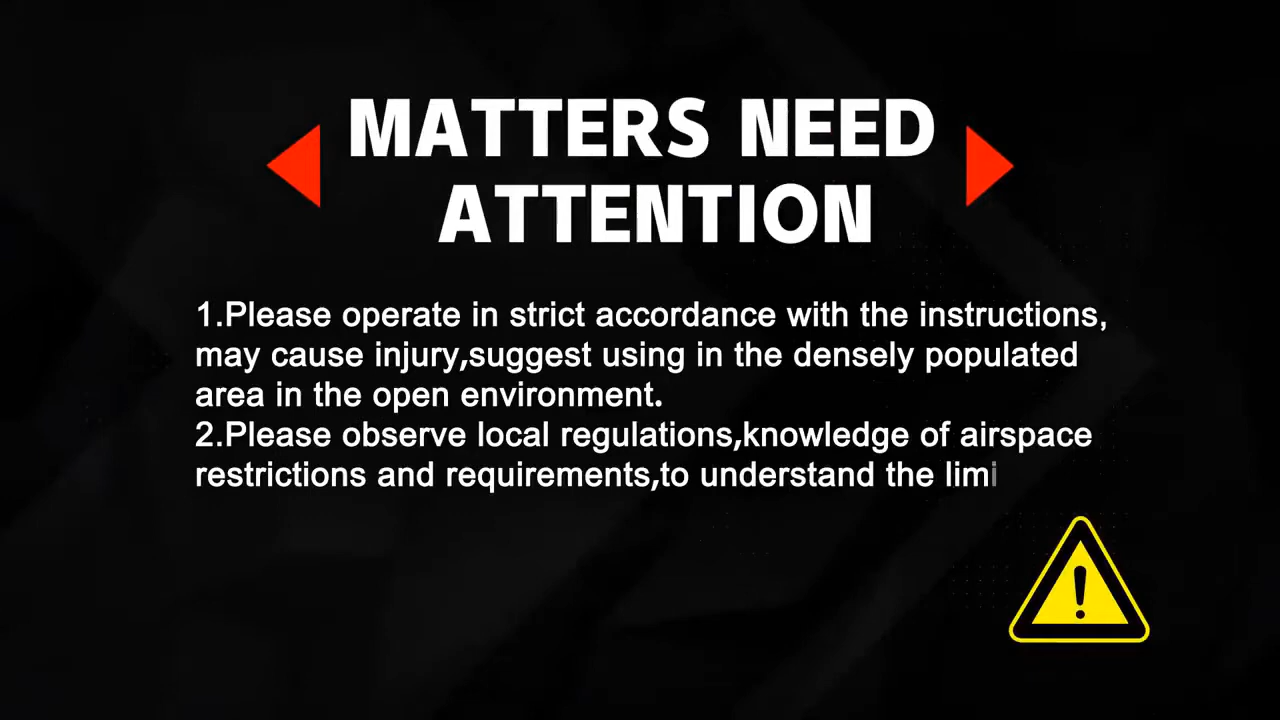 MATTERS NEED
ATTENTION
1.Please operate in strict accordance with the instructions,
may cause injury,suggest using in the densely populated
area in the open environment.
2.Please observe local regulations,knowledge of airspace
restrictions and requirements,to understand the limi